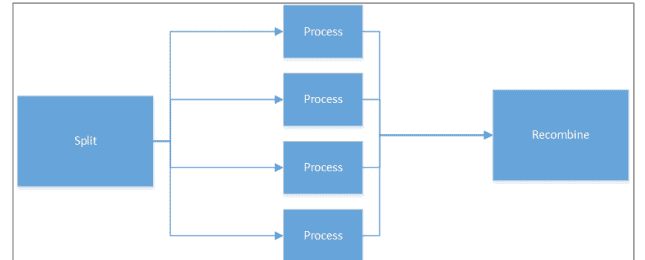 Process
Process
Split
Recombine
Process
Process